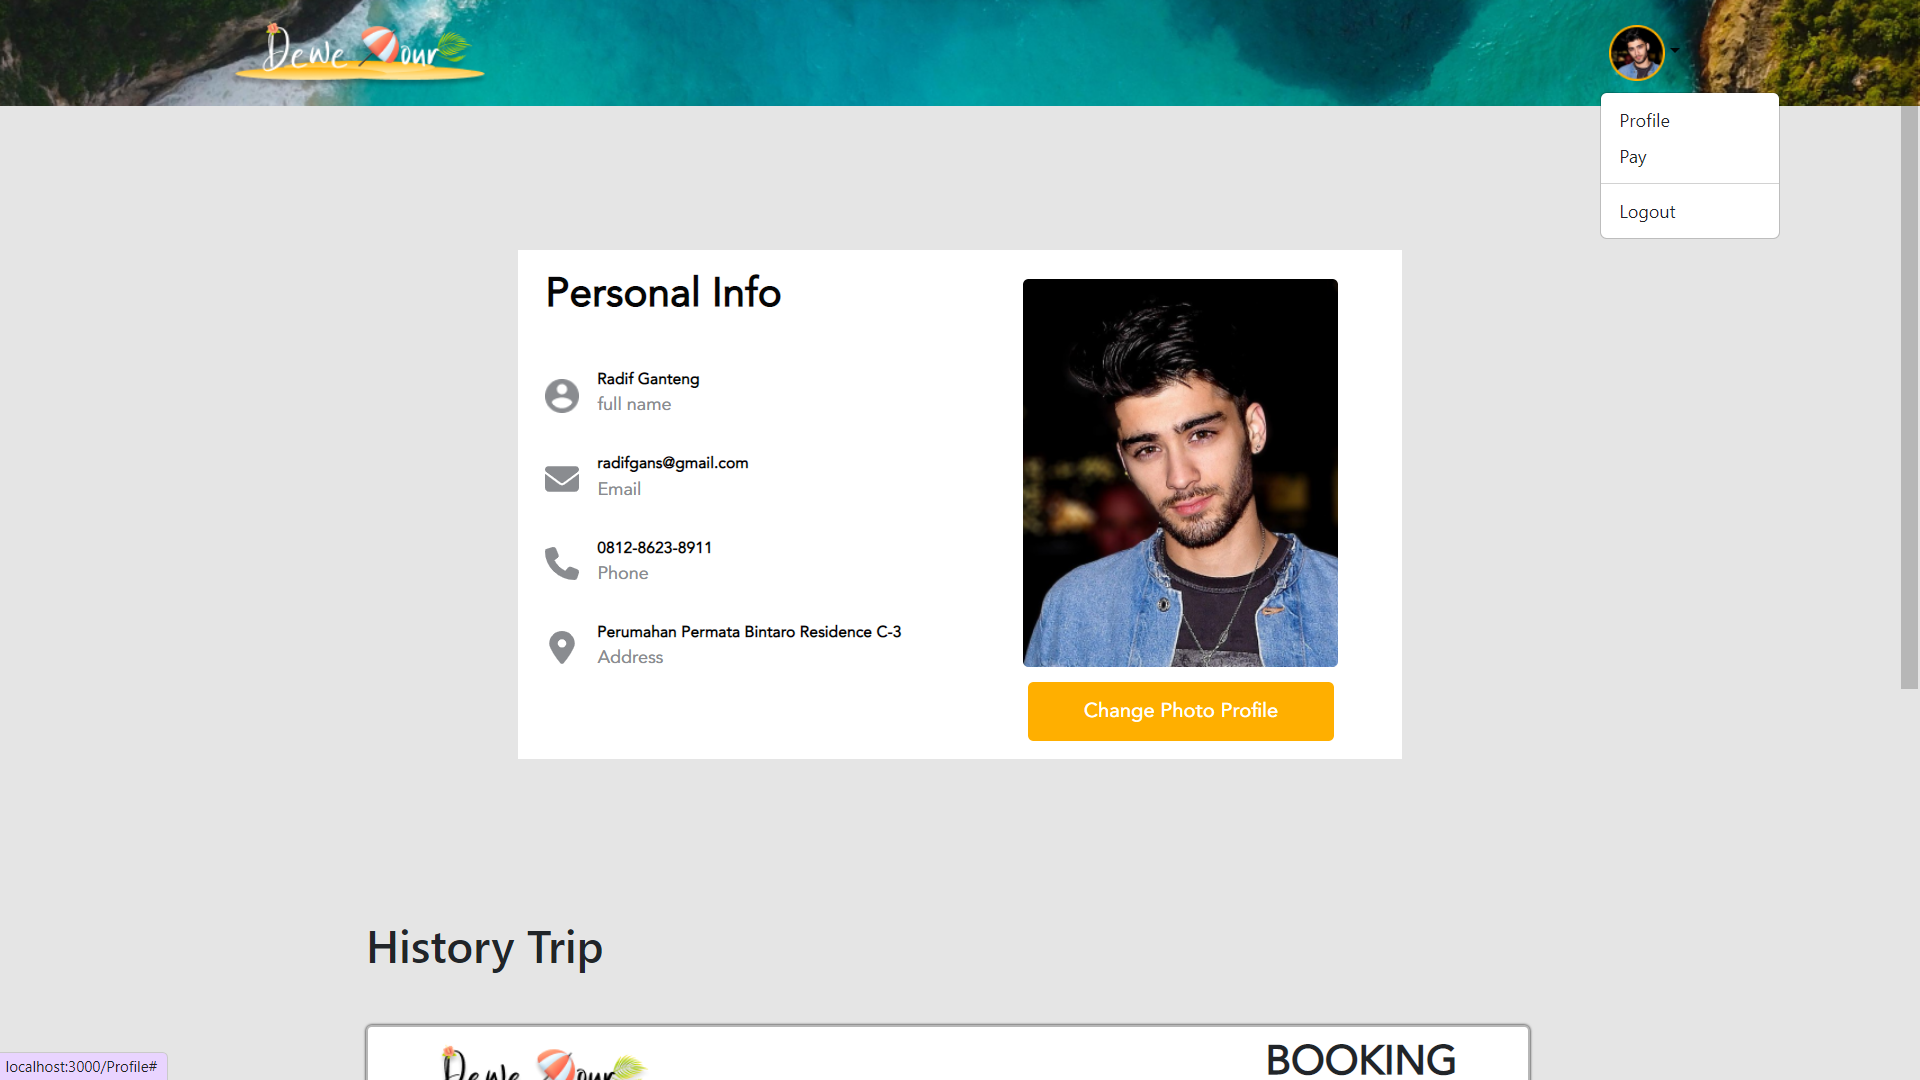 Dewe Tour
Profile
Pay
Logout
Personal Info
Radif Ganteng
full name
radifgans@gmail.com
Email
0812-8623-8911
Phone
Perumahan Permata Bintaro Residence C-3
Address
Change Photo Profile
History Trip
Dewe Tour
BOOKING
localhost:3000/Profile#